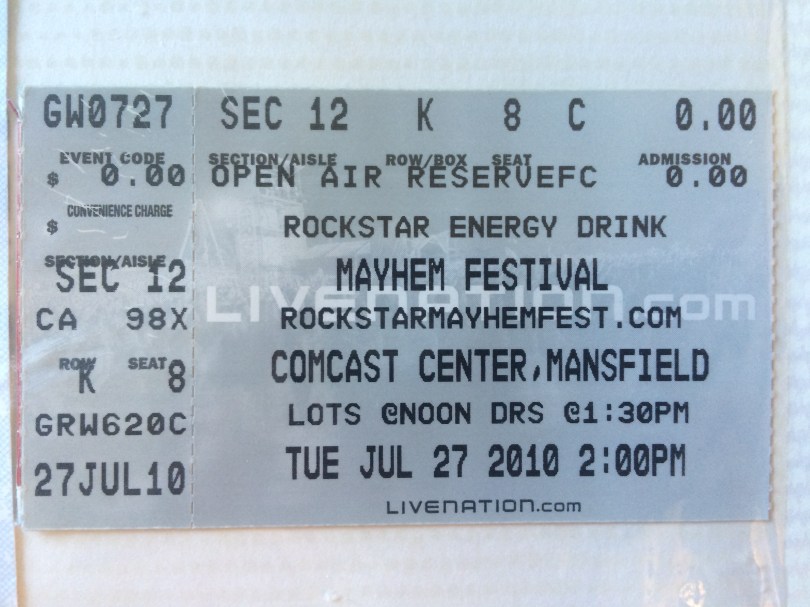 GW0727
EVENT CODE
$ 0.00
CONVENIENCE CHARGE
$
SECTION/AISLE
SEC 12
CA 98X
ROW SEAT
K 8
GRW620C
27JUL10
SEC 12 K 8 C 0.00
SECTION/AISLE ROW/BOX SEAT ADMISSION
OPEN AIR RESERVEFC 0.00
ROCKSTAR ENERGY DRINK
MAYHEM FESTIVAL
LIVENATION.com
ROCKSTARMAYHEMFEST.COM
COMCAST CENTER,MANSFIELD
LOTS @NOON DRS @1:30PM
TUE JUL 27 2010 2:00PM
LIVENATION.com